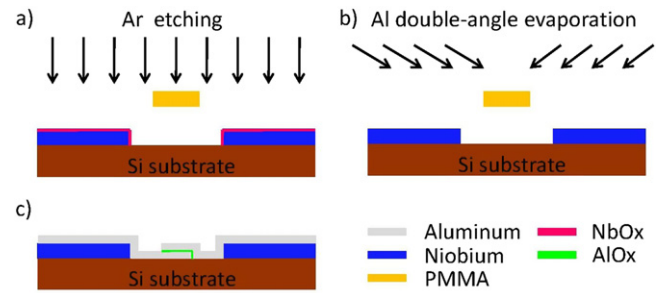 a)
Ar etching
Si substrate
b)
Al double-angle evaporation
Si substrate
c)
Si substrate
Aluminum
NbOx
Niobium
AlOx
PMMA